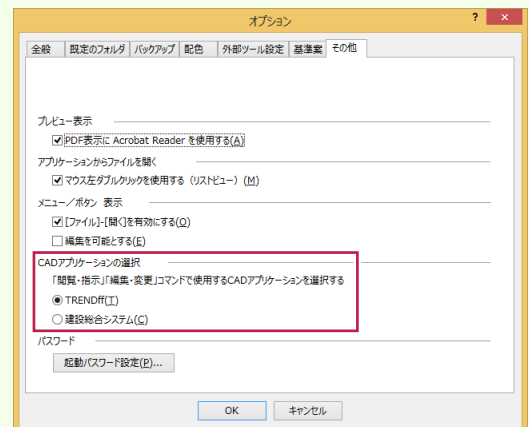 オプション
?
×
全般 既定のフォルダ バックアップ 配色 外部ツール設定 基準案 その他
プレビュー表示
PDF表示に Acrobat Reader を使用する(A)
アプリケーションからファイルを開く
マウス左ダブルクリックを使用する（リストビュー）(M)
メニュー／ボタン 表示
[ファイル]-[開く]を有効にする(O)
編集を可能とする(E)
CADアプリケーションの選択
「閲覧・指示」「編集・変更」コマンドで使用するCADアプリケーションを選択する
TRENDff(T)
建設総合システム(C)
パスワード
起動パスワード設定(P)...
OK キャンセル